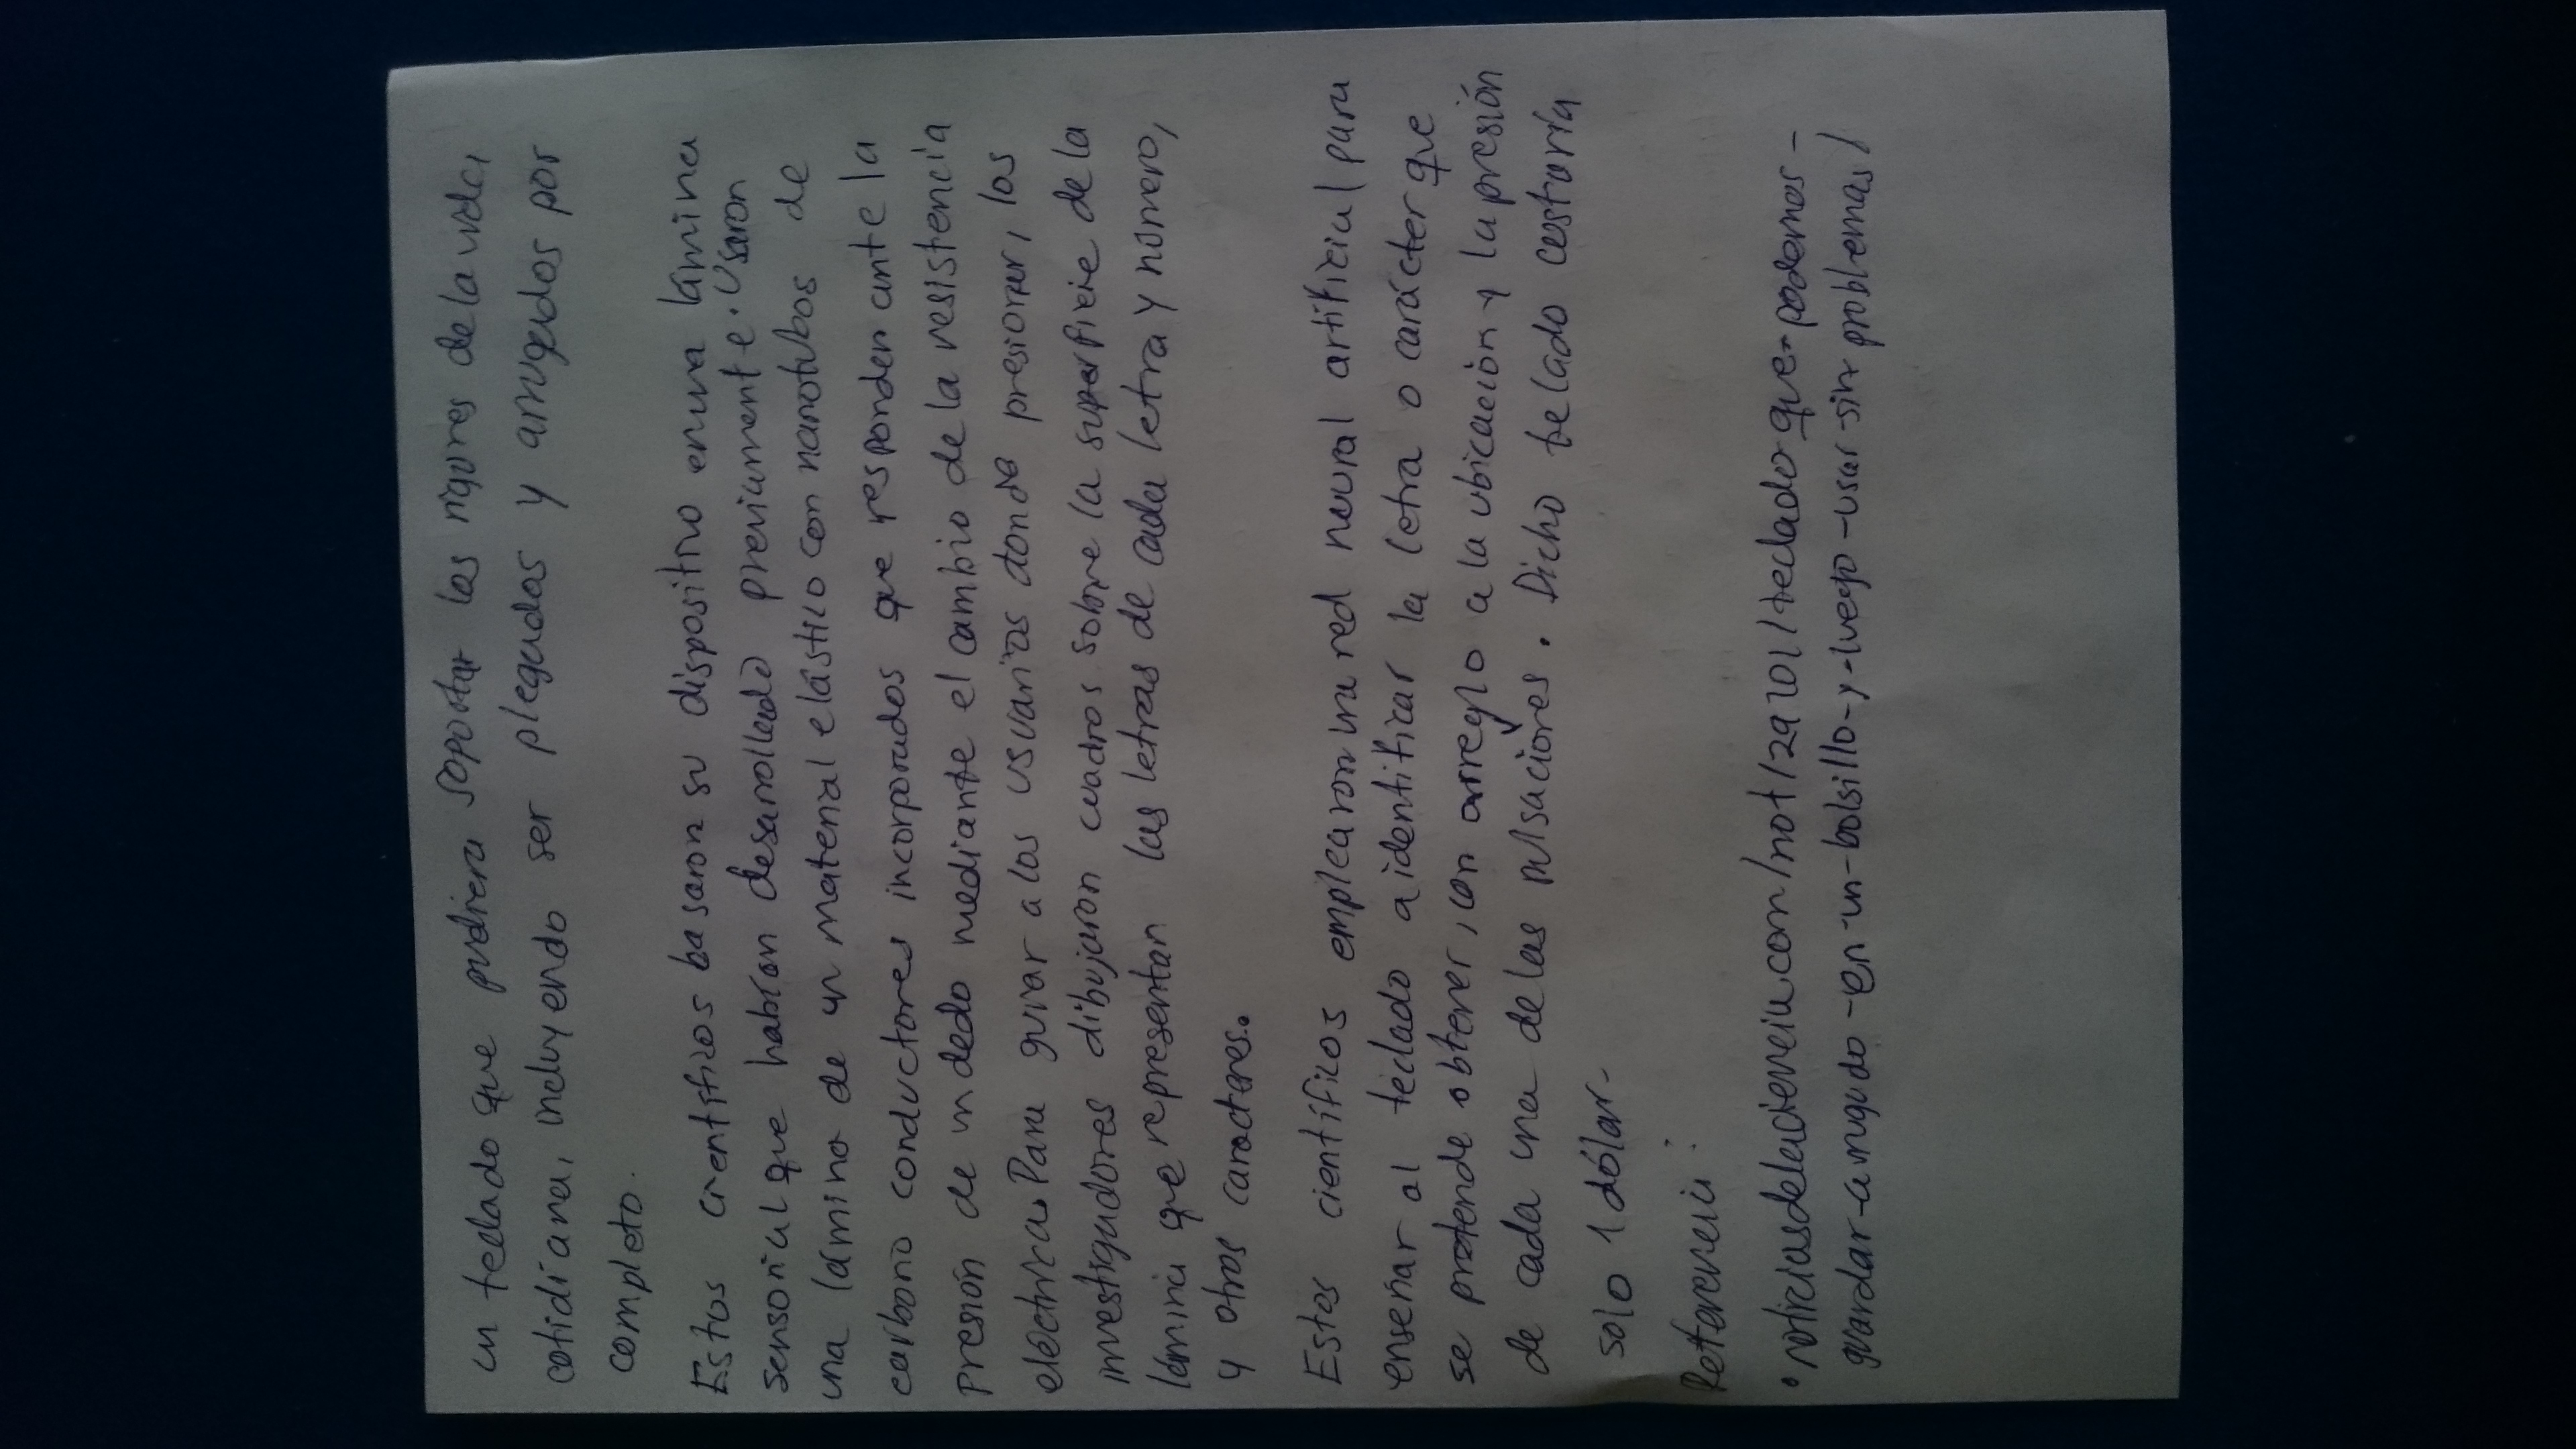 un teclado que pudiera soportar los rigores de la vida
cotidiana, incluyendo ser plegados y arrugados por
completo.
Estos cientifios basaron su dispositivo en una lámina
sensorial que habían desarrollado previamente. Usaron
una lámina de un material elástico con nanotubos de
carbono conductores incorporados que responden ante la
presión de un dedo mediante el cambio de la resistencia
eléctrica. Para guiar a los usuarios donde presionar, los
investigadores dibujaron cuadros sobre la superficie de la
lámina que representan las letras de cada letra y número,
y otros caracteres.
Estos científicos emplearon una red neural artificial para
enseñar al teclado a identificar la letra o carácter que
se pretende obtener, con arreglo a la ubicación y la presión
de cada una de las pulsaciones. Dicho teclado costaría
solo 1 dólar.
Referencia:
• noticiasdelaciencia.com/not/29701/teclado-que-podemos-
guardar-arrugado-en-un-bolsillo-y-luego-usar-sin-problemas/